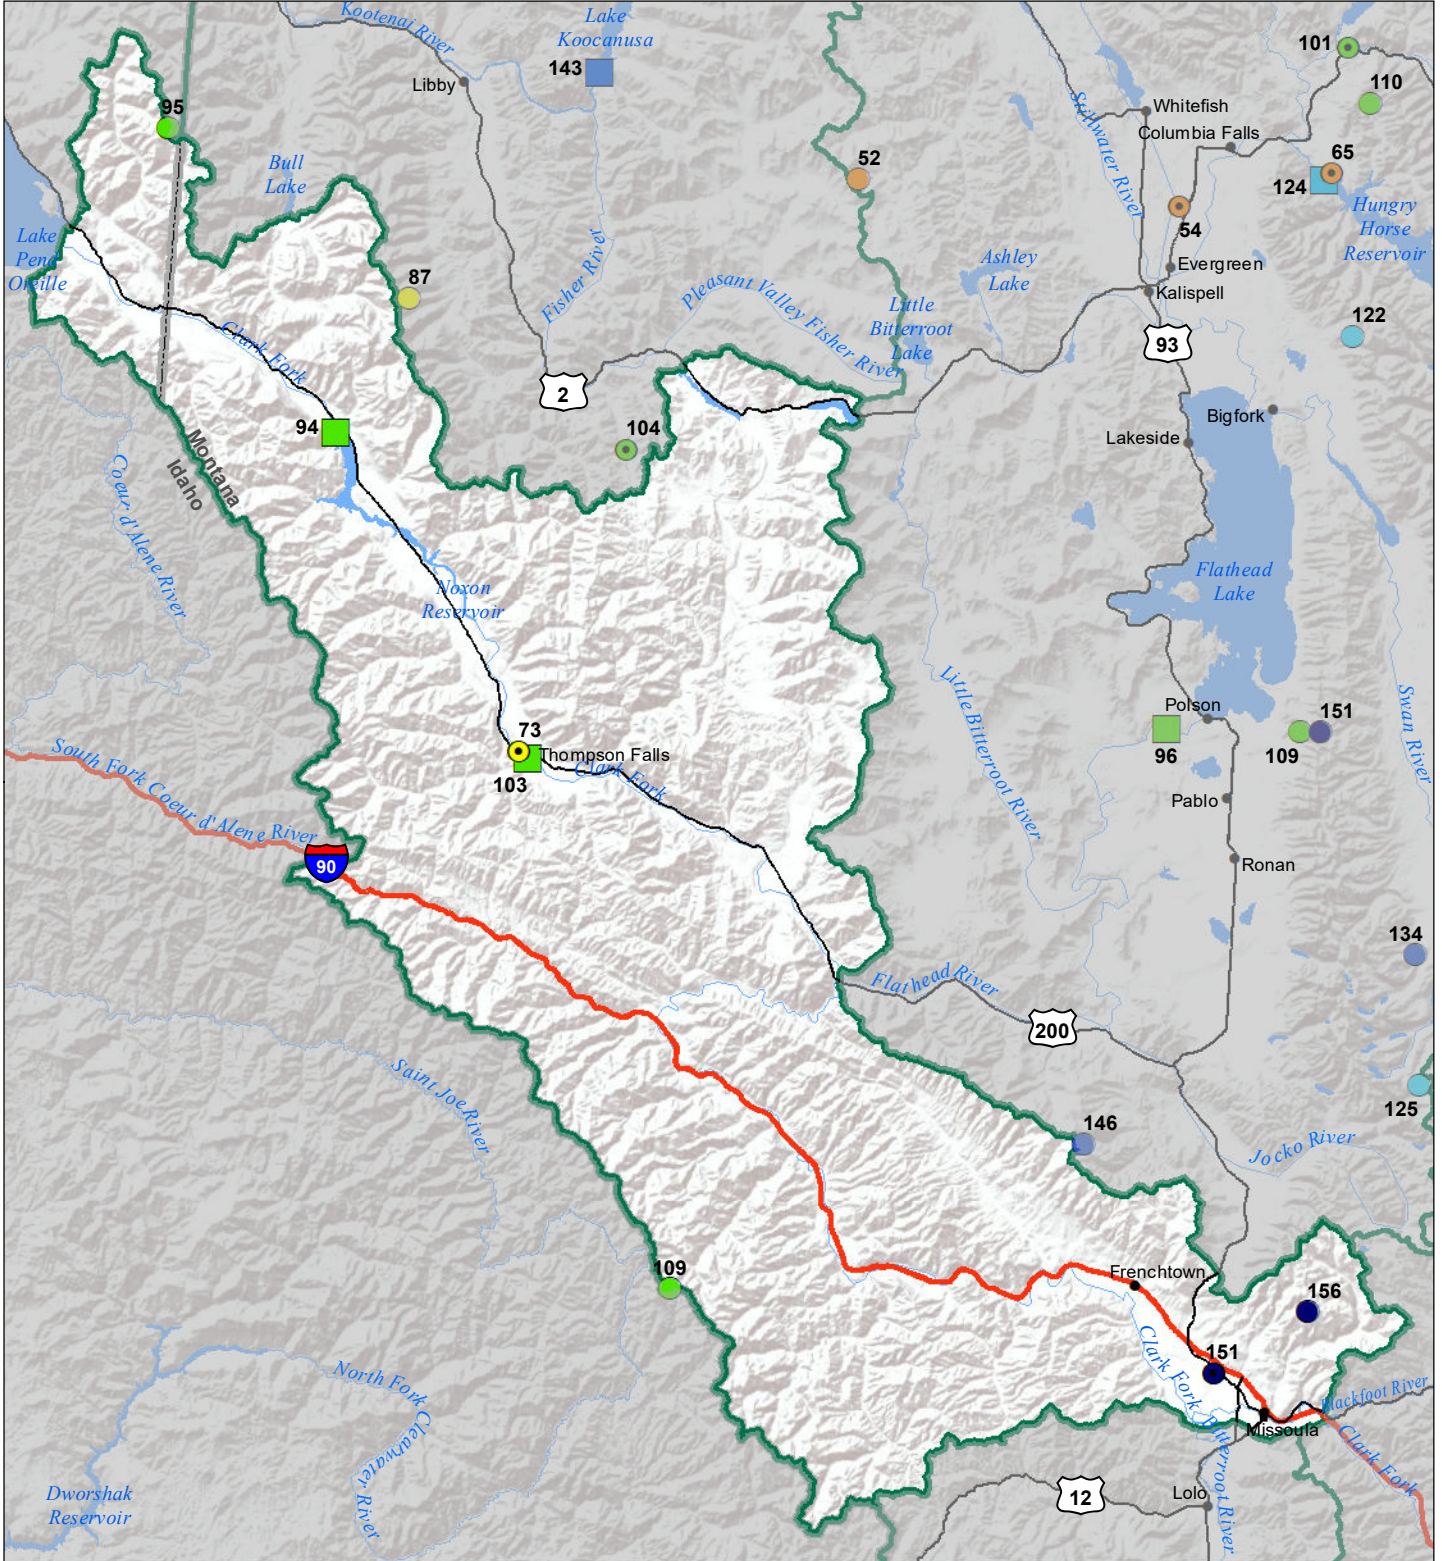 Kootenai River
Lake
Koocanusa
143
Libby
101
110
Whitefish
Columbia Falls
Stillwater River
95
Bull
Lake
52
65
124
Hungry
Horse
Reservoir
54
Lake
Pend
Oreille
87
Fisher River
Pleasant Valley Fisher River
Ashley
Lake
Evergreen
Kalispell
Little
Bitterroot
Lake
122
93
Clark Fork
2
94
104
Bigfork
Lakeside
Montana
Idaho
Coeur d'Alene River
Noxon
Reservoir
Flathead
Lake
Little Bitterroot River
Swan River
73
Thompson Falls
103
Clark Fork
Polson
96
109
151
South Fork Coeur d'Alene River
90
Pablo
Ronan
134
Flathead River
200
Saint Joe River
146
125
Jocko River
109
Frenchtown
156
151
Clark Fork
Bitterroot River
Blackfoot River
Missoula
Clark Fork
North Fork Clearwater River
Dworshak
Reservoir
12
Lolo